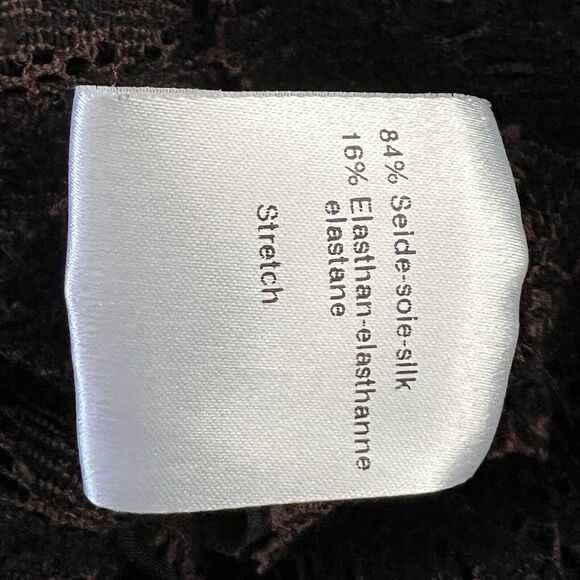 84% Seide-soie-silk
16% Elasthan-elasthanne
elastane
Stretch